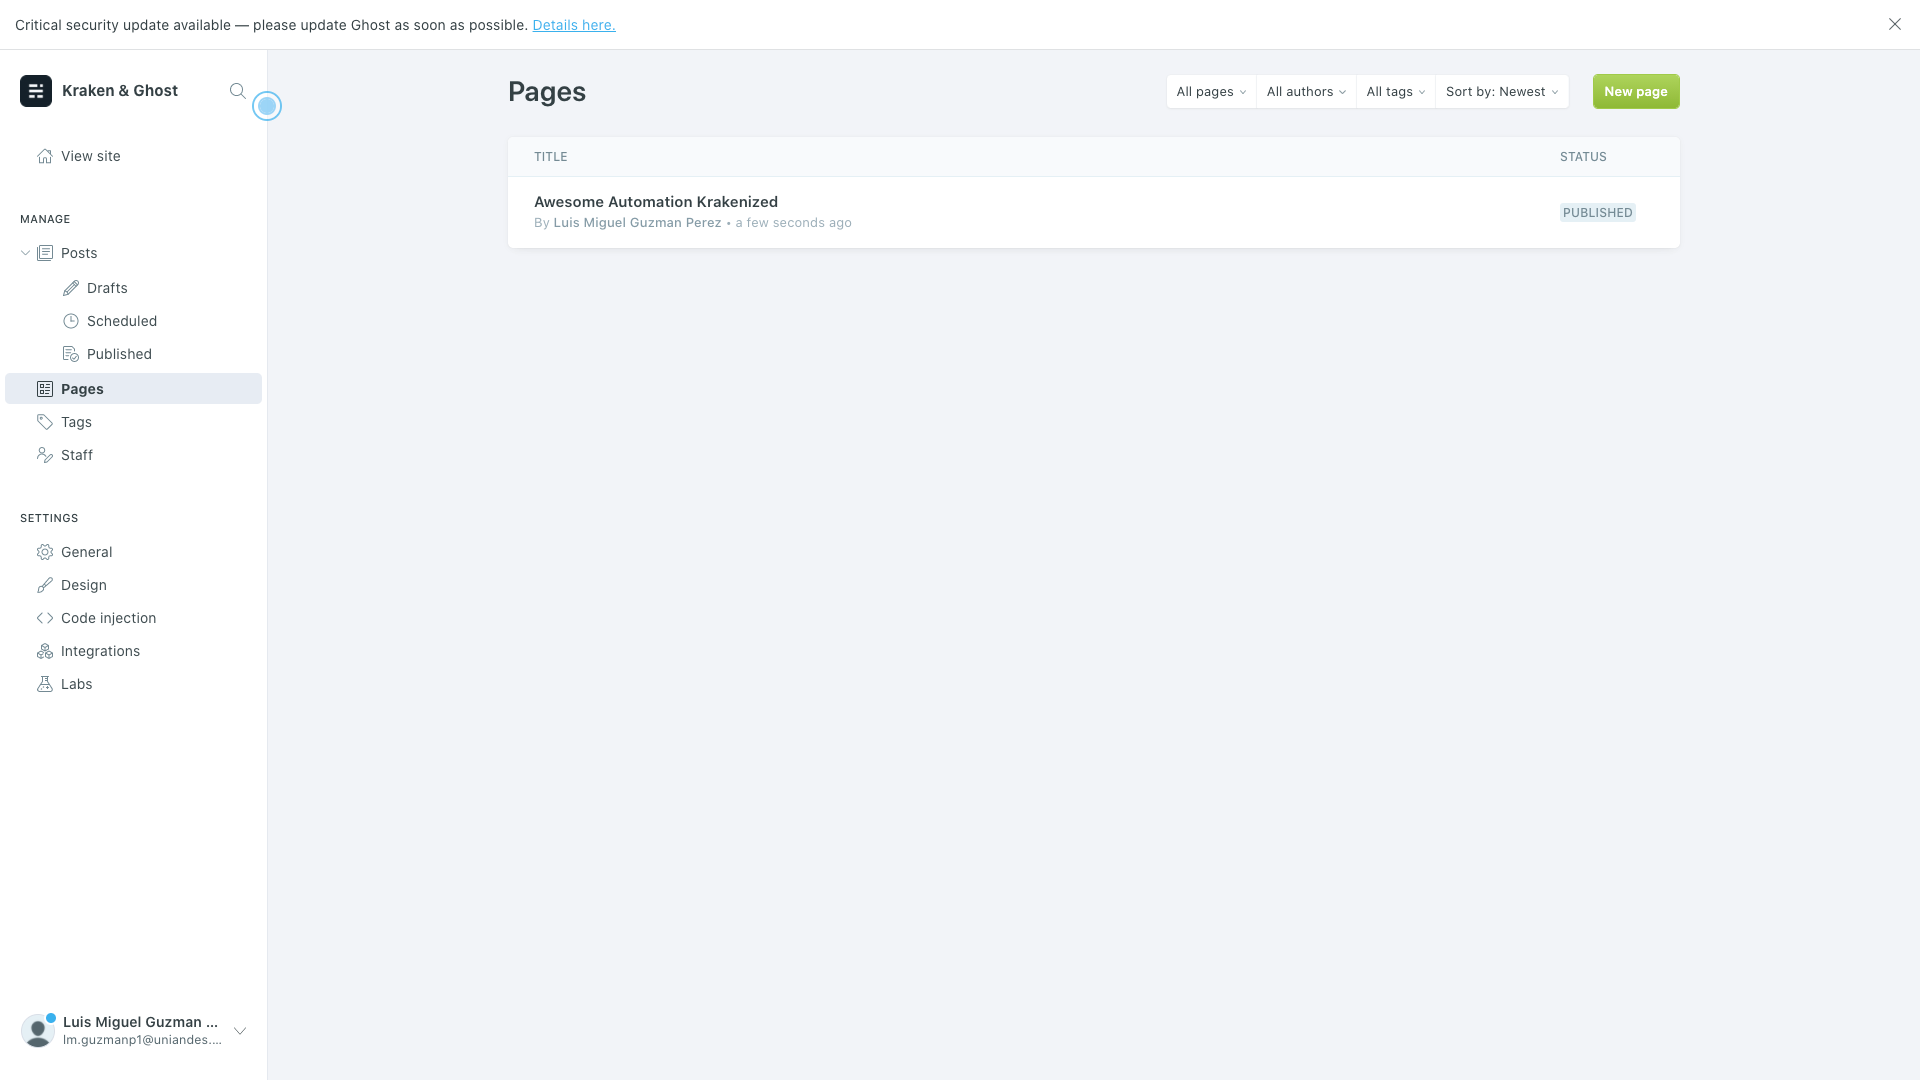 Critical security update available — please update Ghost as soon as possible. Details here.
Kraken & Ghost
View site
MANAGE
Posts
Drafts
Scheduled
Published
Pages
Tags
Staff
SETTINGS
General
Design
Code injection
Integrations
Labs
Luis Miguel Guzman ...
lm.guzmanp1@uniandes....
Pages
All pages
All authors
All tags
Sort by: Newest
New page
TITLE
STATUS
Awesome Automation Krakenized
By Luis Miguel Guzman Perez • a few seconds ago
PUBLISHED